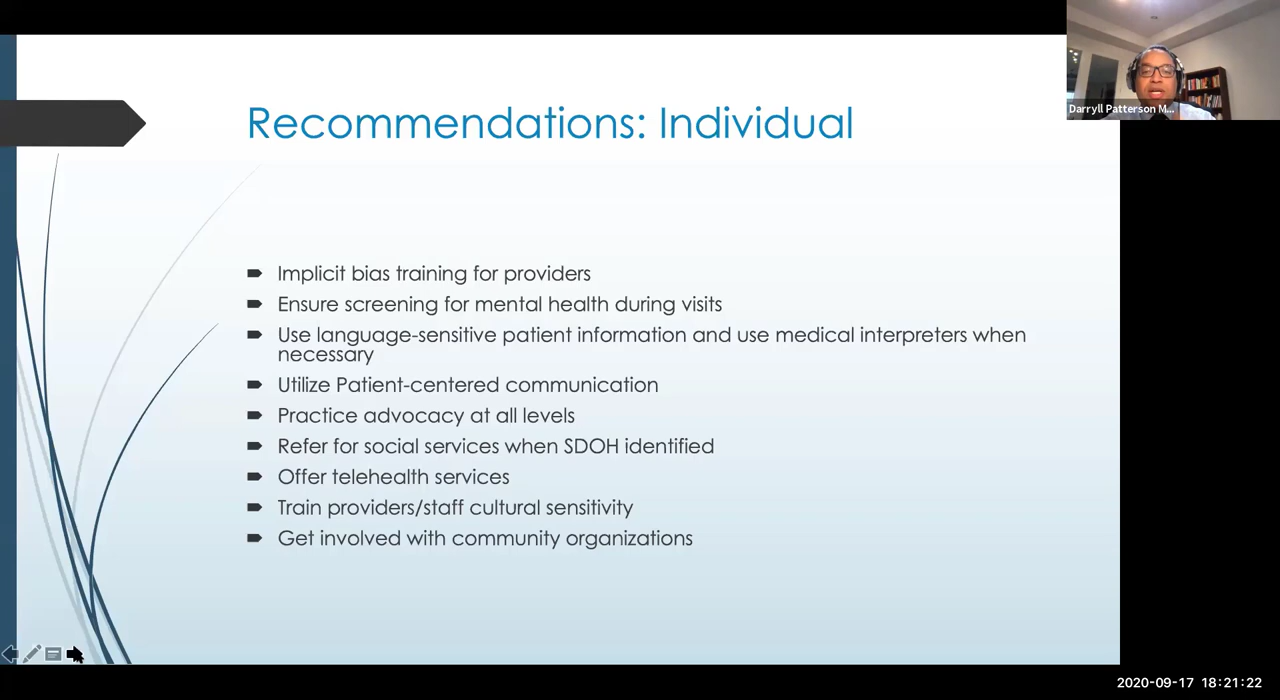 Recommendations: Individual
Implicit bias training for providers
Ensure screening for mental health during visits
Use language-sensitive patient information and use medical interpreters when
necessary
Utilize Patient-centered communication
Practice advocacy at all levels
Refer for social services when SDOH identified
Offer telehealth services
Train providers/staff cultural sensitivity
Get involved with community organizations
Darryll Patterson M...
2020-09-17 18:21:22